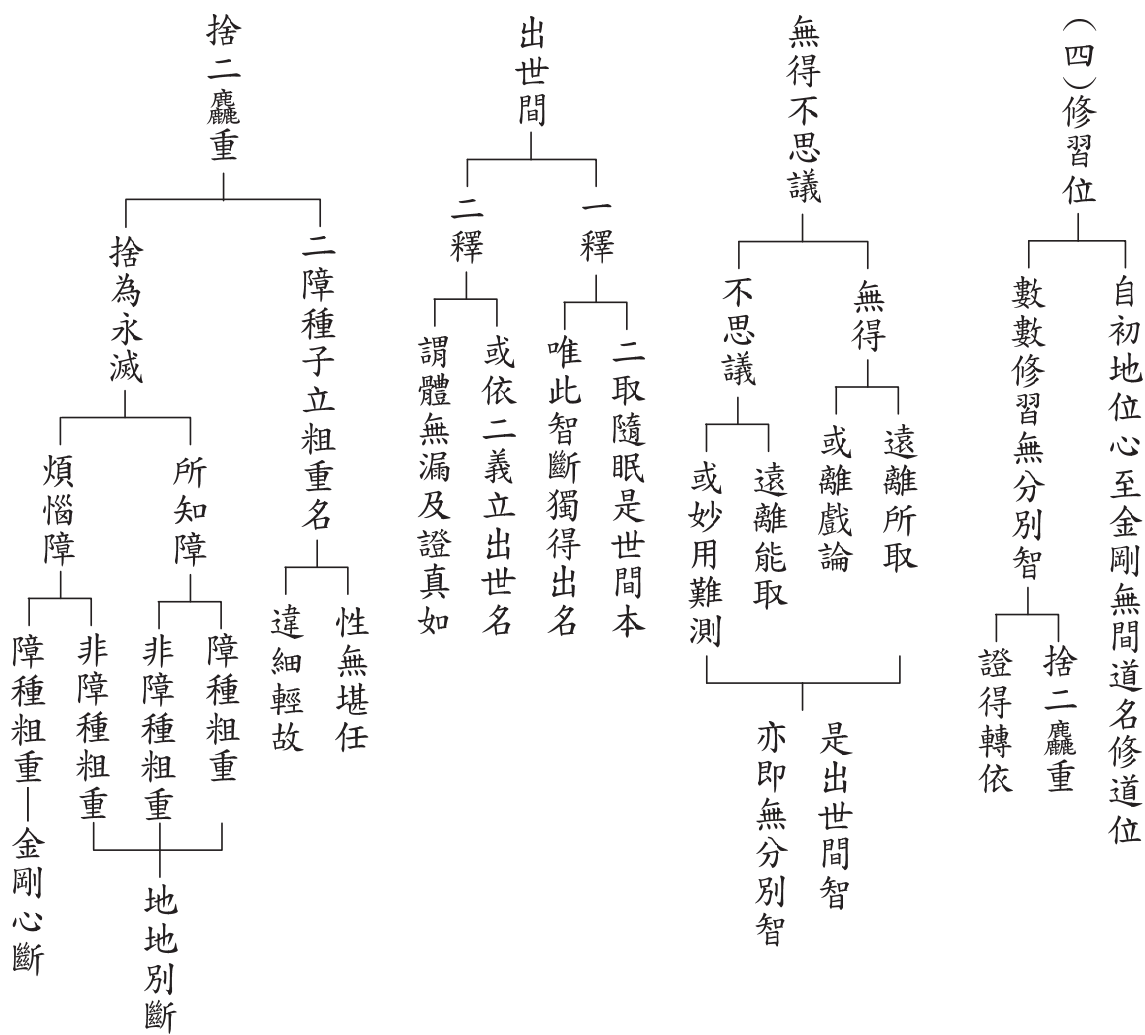 （四）修習位
自初地位心至金剛無間道名修道位
數數修習無分別智
捨二麤重
證得轉依
無得不思議
無得
遠離所取
或離戲論
不思議
遠離能取
或妙用難測
是出世間智
亦即無分別智
出世間
一釋
二取隨眠是世間本
唯此智斷獨得出名
二釋
或依二義立出世名
謂體無漏及證真如
捨二麤重
二障種子立粗重名
性無堪任
違細輕故
捨為永滅
所知障
障種粗重
非障種粗重
煩惱障
非障種粗重
障種粗重
地地別斷
金剛心斷